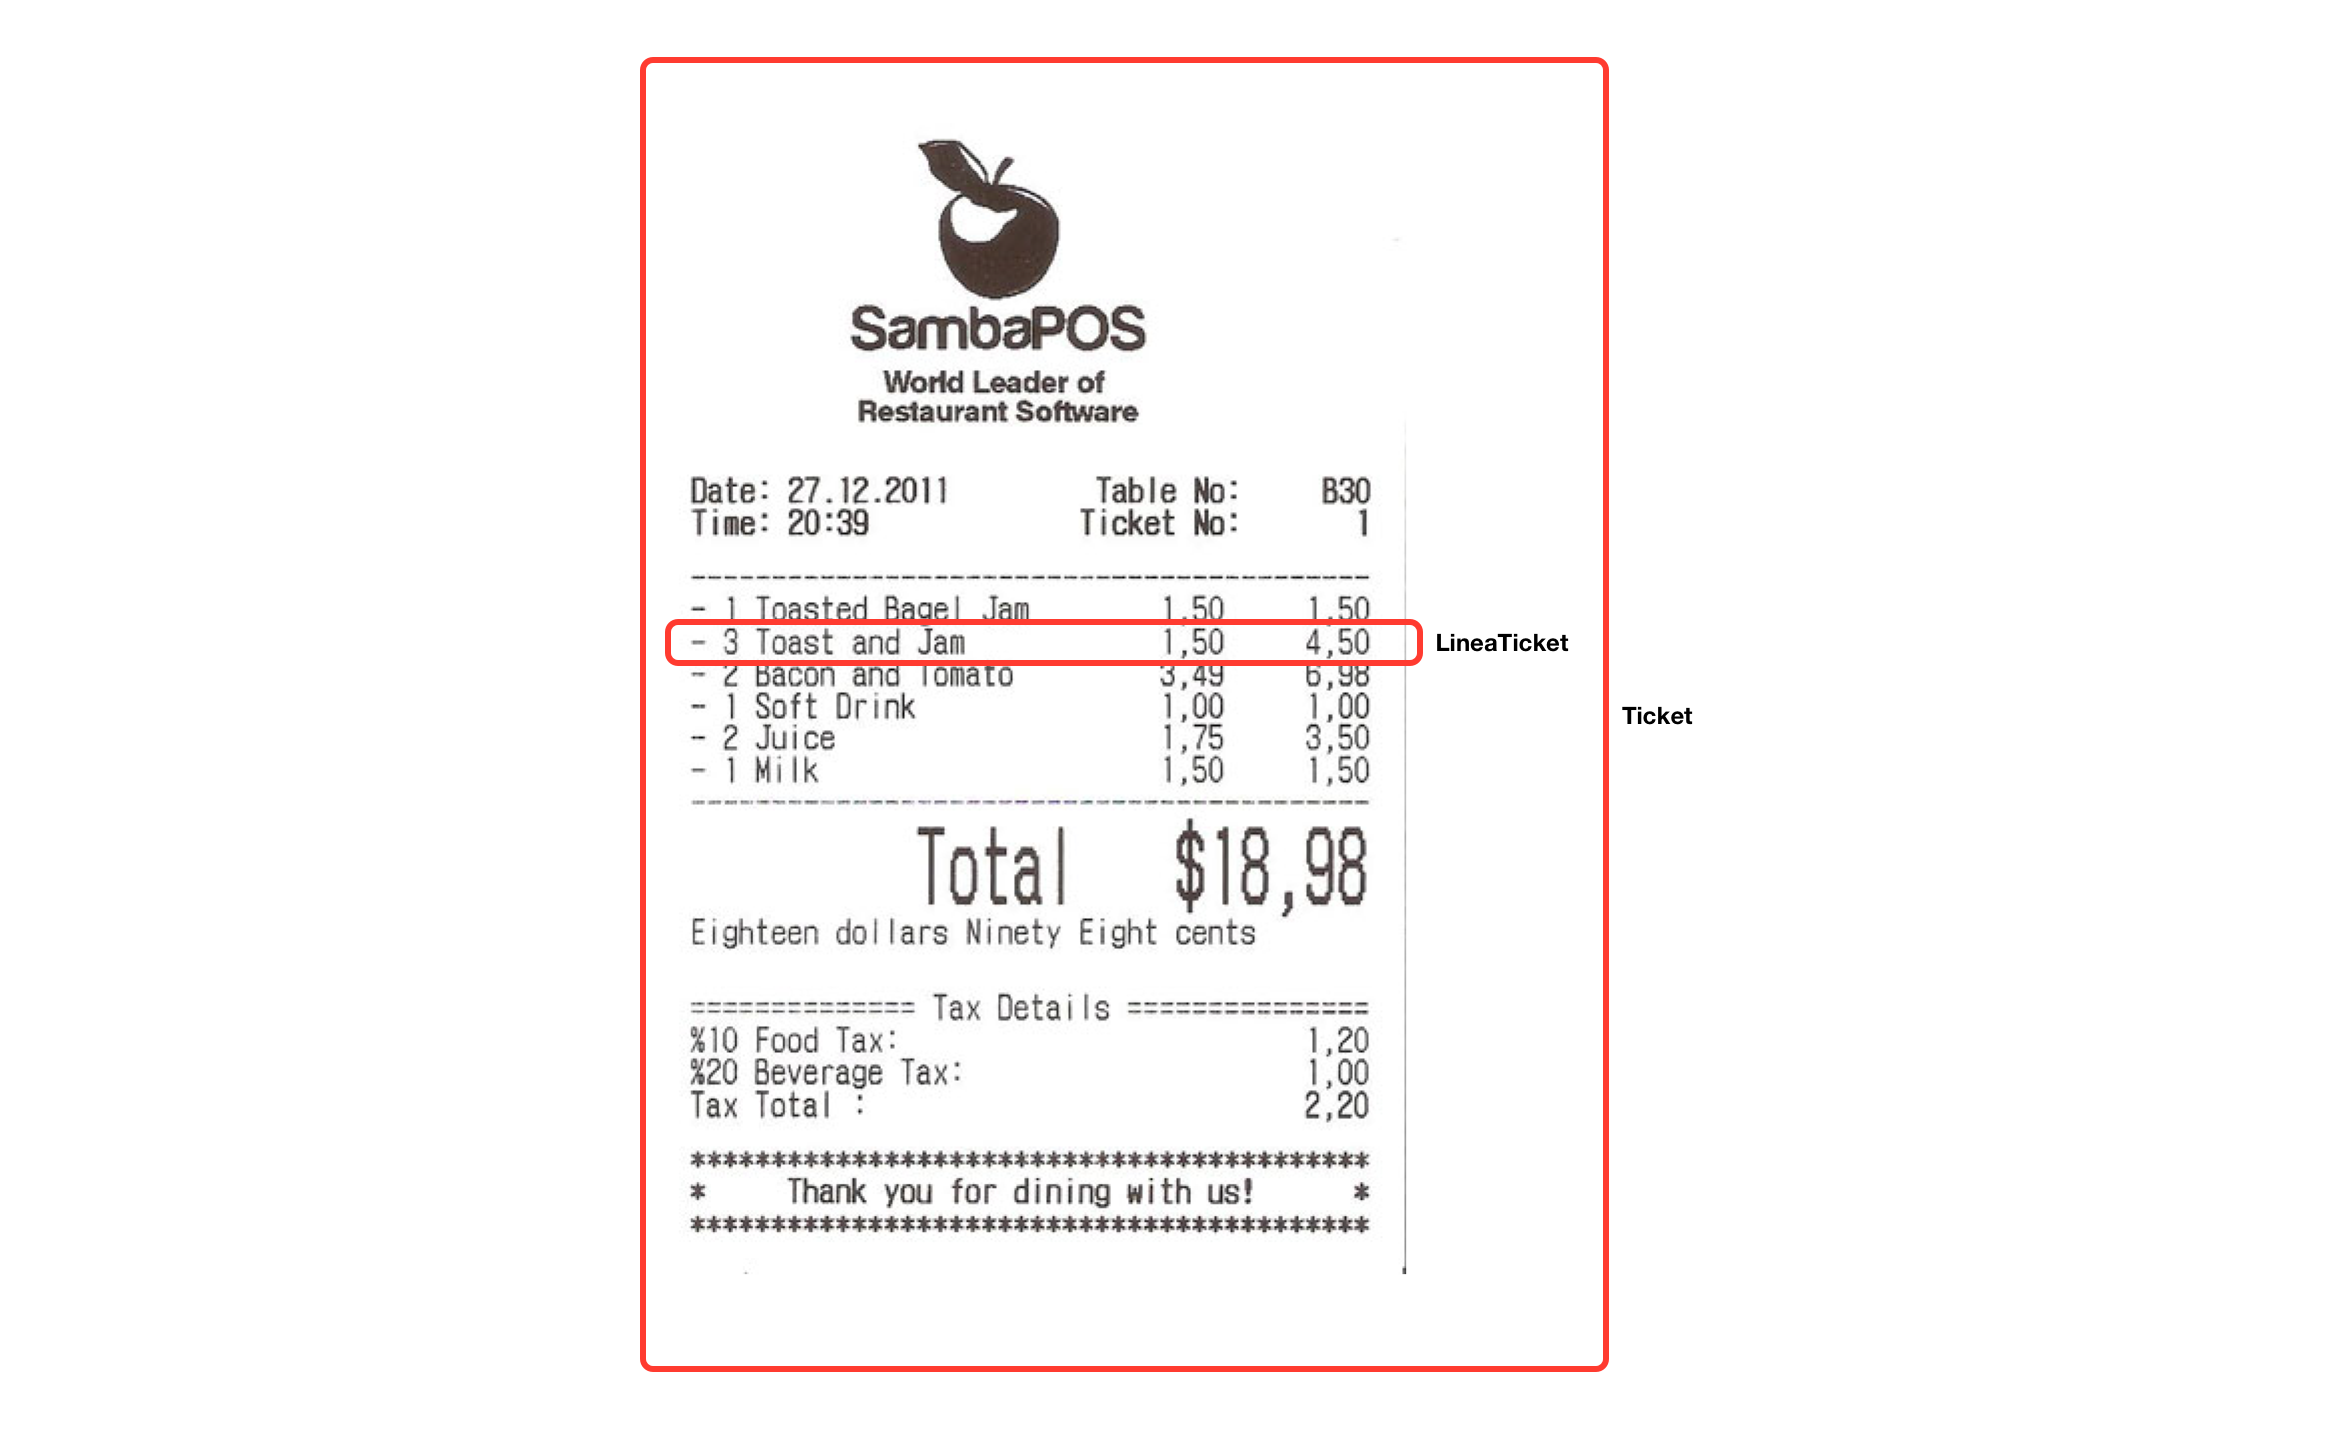 SambaPOS
World Leader of
Restaurant Software
Date: 27.12.2011 Table No: B30
Time: 20:39 Ticket No: 1
----------------------------------------
- 1 Toasted Bagel Jam 1,50 1,50
- 3 Toast and Jam 1,50 4,50 LineaTicket
- 2 Bacon and Tomato 3,49 6,98
- 1 Soft Drink 1,00 1,00
Ticket
- 2 Juice 1,75 3,50
- 1 Milk 1,50 1,50
----------------------------------------
Total $18,98
Eighteen dollars Ninety Eight cents
============== Tax Details ===============
%10 Food Tax: 1,20
%20 Beverage Tax: 1,00
Tax Total : 2,20
******************************************
* Thank you for dining with us! *
******************************************